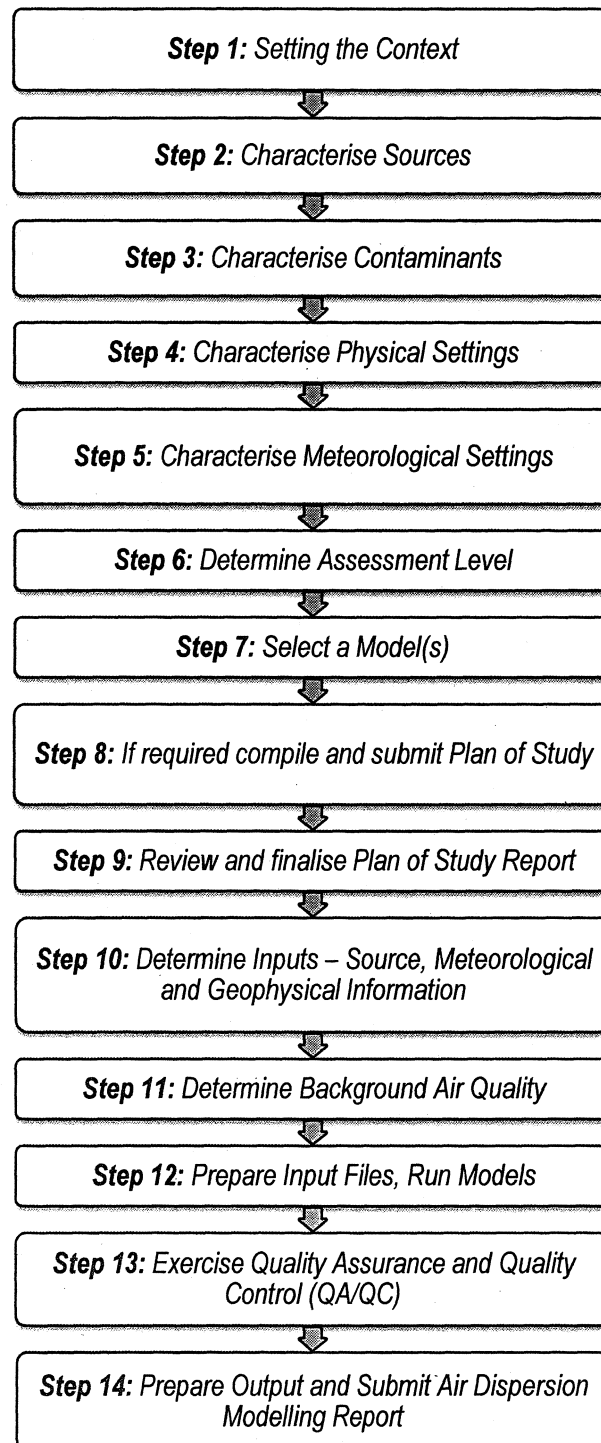 Step 1: Setting the Context
Step 2: Characterise Sources
Step 3: Characterise Contaminants
Step 4: Characterise Physical Settings
Step 5: Characterise Meteorological Settings
Step 6: Determine Assessment Level
Step 7: Select a Model(s)
Step 8: If required compile and submit Plan of Study
Step 9: Review and finalise Plan of Study Report
Step 10: Determine Inputs – Source, Meteorological
and Geophysical Information
Step 11: Determine Background Air Quality
Step 12: Prepare Input Files, Run Models
Step 13: Exercise Quality Assurance and Quality
Control (QA/QC)
Step 14: Prepare Output and Submit Air Dispersion
Modelling Report